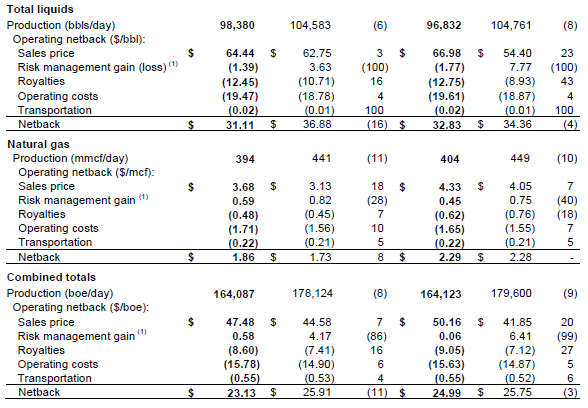 Total liquids
Production (bbls/day) 98,380 104,583 (6) 96,832 104,761 (8)
Operating netback ($/bbl):
Sales price $ 64.44 $ 62.75 3 $ 66.98 $ 54.40 23
Risk management gain (loss) (1) (1.39) 3.63 (100) (1.77) 7.77 (100)
Royalties (12.45) (10.71) 16 (12.75) (8.93) 43
Operating costs (19.47) (18.78) 4 (19.61) (18.87) 4
Transportation (0.02) (0.01) 100 (0.02) (0.01) 100
Netback $ 31.11 $ 36.88 (16) $ 32.83 $ 34.36 (4)
Natural gas
Production (mmcf/day) 394 441 (11) 404 449 (10)
Operating netback ($/mcf):
Sales price $ 3.68 $ 3.13 18 $ 4.33 $ 4.05 7
Risk management gain (1) 0.59 0.82 (28) 0.45 0.75 (40)
Royalties (0.48) (0.45) 7 (0.62) (0.76) (18)
Operating costs (1.71) (1.56) 10 (1.65) (1.55) 7
Transportation (0.22) (0.21) 5 (0.22) (0.21) 5
Netback $ 1.86 $ 1.73 8 $ 2.29 $ 2.28 -
Combined totals
Production (boe/day) 164,087 178,124 (8) 164,123 179,600 (9)
Operating netback ($/boe):
Sales price $ 47.48 $ 44.58 7 $ 50.16 $ 41.85 20
Risk management gain (1) 0.58 4.17 (86) 0.06 6.41 (99)
Royalties (8.60) (7.41) 16 (9.05) (7.12) 27
Operating costs (15.78) (14.90) 6 (15.63) (14.87) 5
Transportation (0.55) (0.53) 4 (0.55) (0.52) 6
Netback $ 23.13 $ 25.91 (11) $ 24.99 $ 25.75 (3)